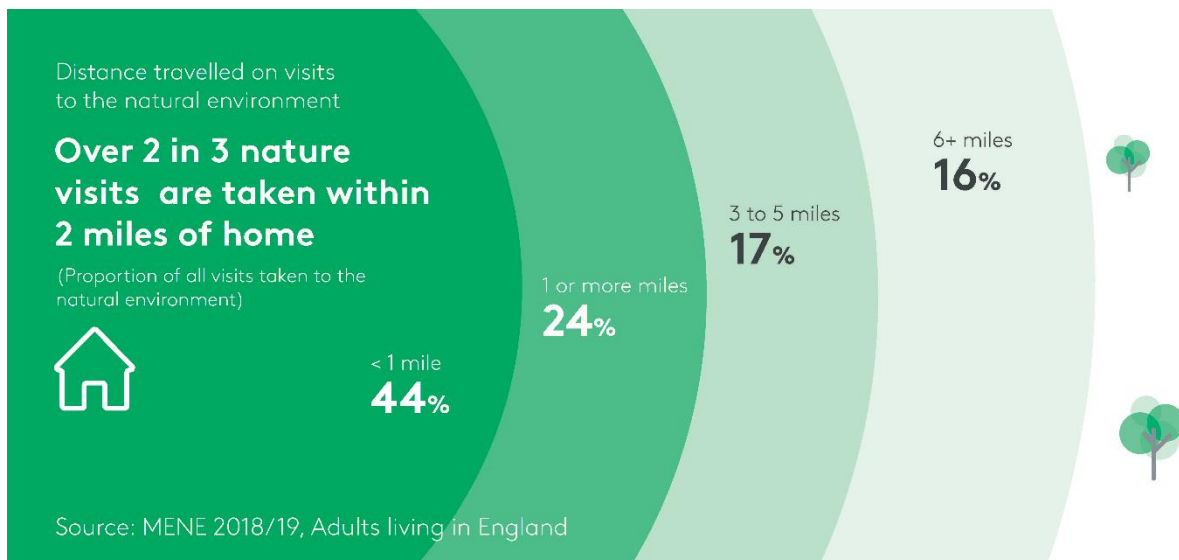 Distance travelled on visits
to the natural environment
Over 2 in 3 nature
visits are taken within
2 miles of home
(Proportion of all visits taken to the
natural environment)
< 1 mile
44%
1 or more miles
24%
3 to 5 miles
17%
6+ miles
16%
Source: MENE 2018/19, Adults living in England